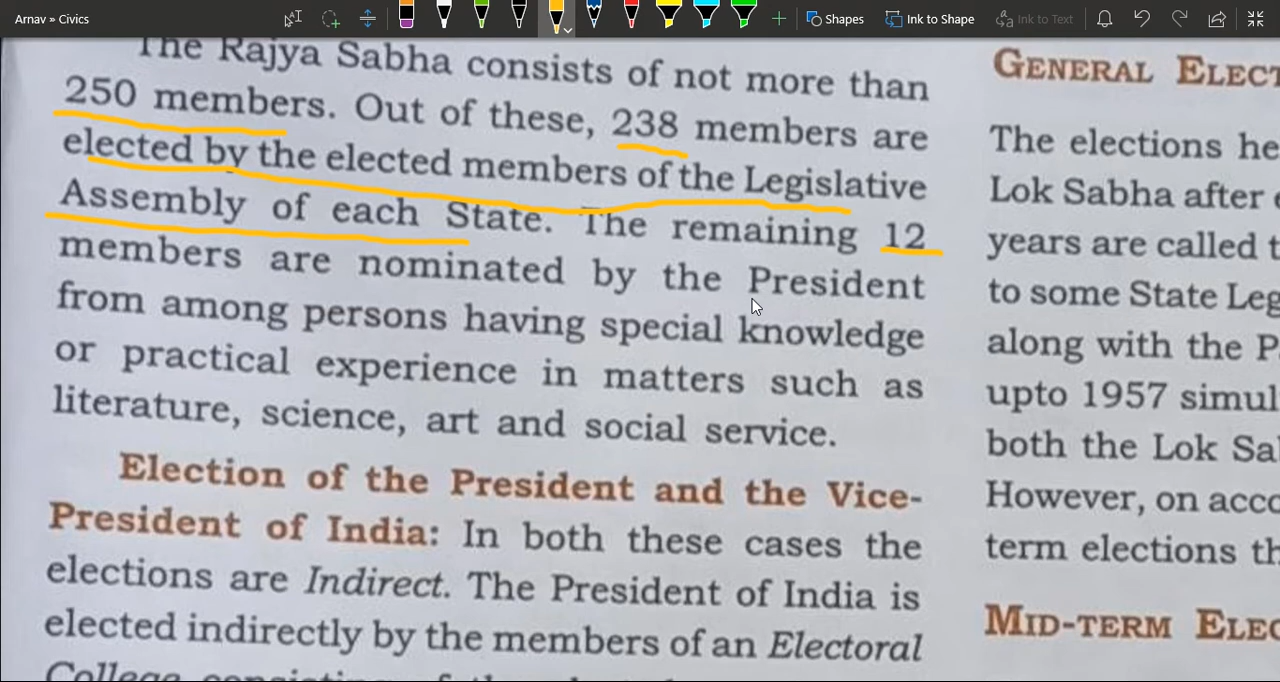 Arnav » Civics
Shapes
Ink to Shape
Ink to Text
The Rajya Sabha consists of not more than
250 members. Out of these, 238 members are
elected by the elected members of the Legislative
Assembly of each State. The remaining 12
members are nominated by the President
from among persons having special knowledge
or practical experience in matters such as
literature, science, art and social service.
Election of the President and the Vice-
President of India: In both these cases the
elections are Indirect. The President of India is
elected indirectly by the members of an Electoral
College consisting of the
GENERAL ELECT
The elections he
Lok Sabha after
years are called t
to some State Leg
along with the P
upto 1957 simul
both the Lok Sa
However, on acco
term elections th
MID-TERM ELEC